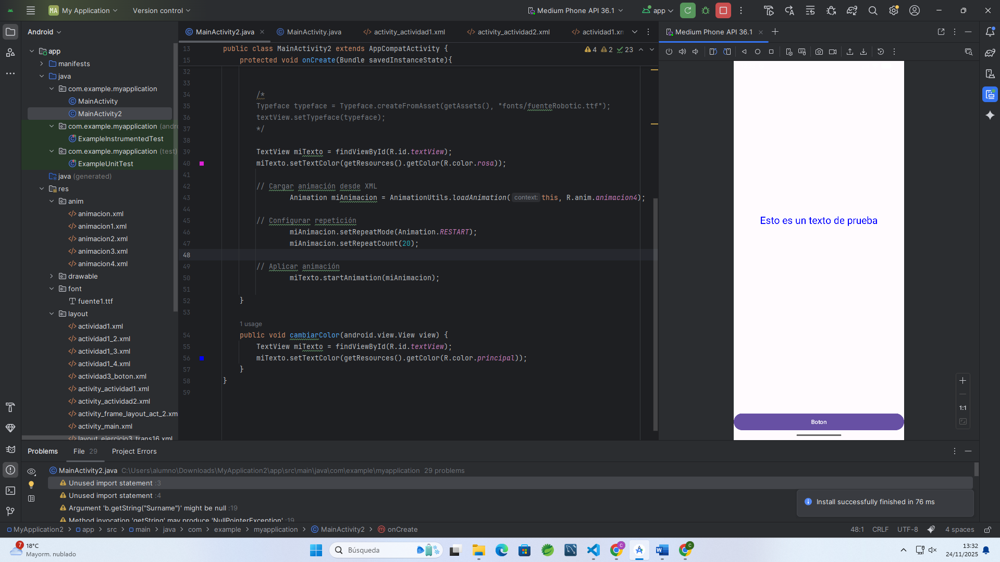 MA My Application
Version control
Medium Phone API 36.1
app
Android
MainActivity2.java
MainActivity.java
activity_actividad1.xml
activity_actividad2.xml
Medium Phone API 36.1
app
manifests
java
com.example.myapplication
MainActivity
MainActivity2
com.example.myapplication
ExampleInstrumentedTest
com.example.myapplication (test)
ExampleUnitTest
java (generated)
res
anim
animacion.xml
animacion1.xml
animacion2.xml
animacion3.xml
animacion4.xml
drawable
font
fuente1.ttf
layout
actividad1.xml
actividad1_2.xml
actividad1_3.xml
actividad1_4.xml
actividad3_boton.xml
activity_actividad1.xml
activity_actividad2.xml
activity_frame_layout_act_2.xm
activity_main.xml
layout_ejercicio3_trans16.xml
4 2 23
13 public class MainActivity2 extends AppCompatActivity {
15 protected void onCreate(Bundle savedInstanceState){
32
33
34 /*
35 Typeface typeface = Typeface.createFromAsset(getAssets(), "fonts/fuenteRobotic.ttf");
36 textView.setTypeface(typeface);
37 */
38
39 TextView miTexto = findViewById(R.id.textView);
40 miTexto.setTextColor(getResources().getColor(R.color.rosa));
41
42 // Cargar animación desde XML
43 Animation miAnimacion = AnimationUtils.loadAnimation( context: this, R.anim.animacion4);
44
45 // Configurar repetición
46 miAnimacion.setRepeatMode(Animation.RESTART);
47 miAnimacion.setRepeatCount(20);
48
49 // Aplicar animación
50 miTexto.startAnimation(miAnimacion);
51
52 }
53
1 usage
54 public void cambiarColor(android.view.View view) {
55 TextView miTexto = findViewById(R.id.textView);
56 miTexto.setTextColor(getResources().getColor(R.color.principal));
57 }
58 }
59
Esto es un texto de prueba
Boton
1:1
Problems
File 29
Project Errors
MainActivity2.java C:\Users\alumno\Downloads\MyApplication2\app\src\main\java\com\example\myapplication 29 problems
Unused import statement :3
Unused import statement :4
Argument 'b.getString("Surname")' might be null :19
Method invocation 'getString' may produce 'NullPointerException' :19
Install successfully finished in 76 ms
MyApplication2 > app > src > main > java > com > example > myapplication > MainActivity2 > onCreate
48:1 CRLF UTF-8 4 spaces
7
18°C
Mayorm. nublado
Búsqueda
13:32
24/11/2025